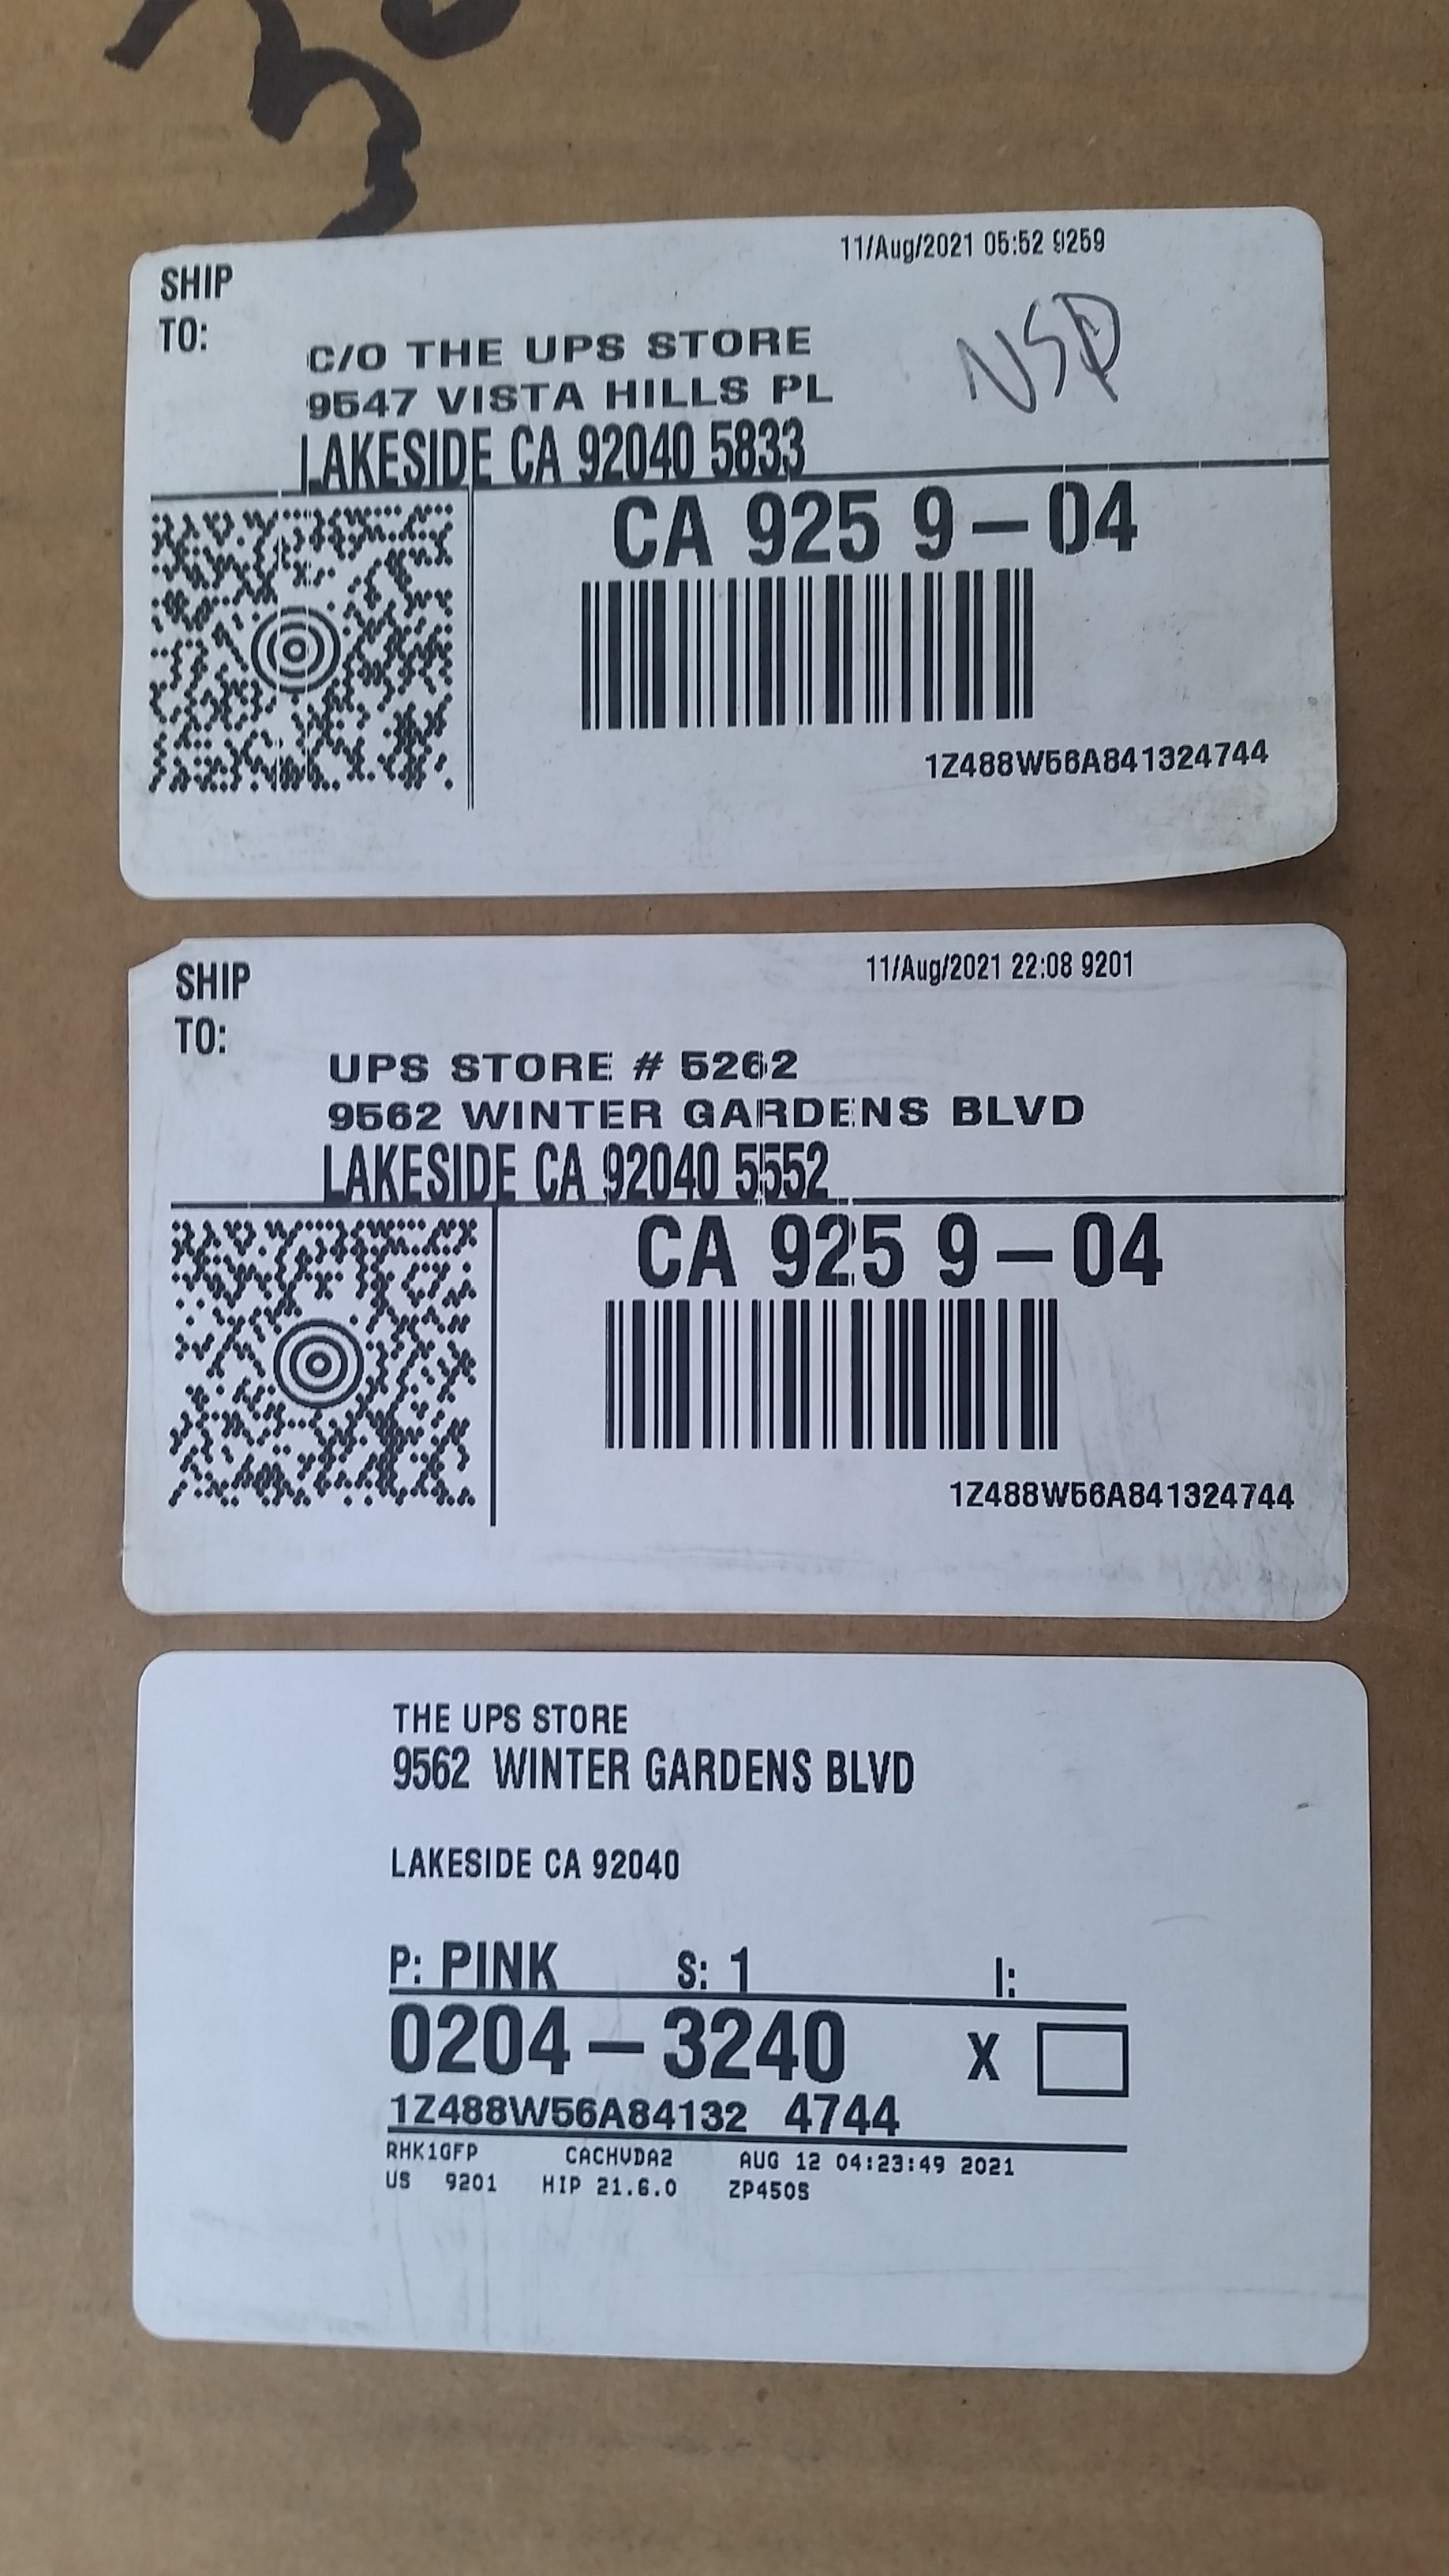 3
SHIP
TO:
11/Aug/2021 05:52 9259
NSP
C/O THE UPS STORE
9547 VISTA HILLS PL
LAKESIDE CA 92040 5833
CA 925 9-04
1Z488W56A841324744
SHIP
TO:
11/Aug/2021 22:08 9201
UPS STORE # 5262
9562 WINTER GARDENS BLVD
LAKESIDE CA 92040 5552
CA 925 9-04
1Z488W56A841324744
THE UPS STORE
9562 WINTER GARDENS BLVD
LAKESIDE CA 92040
P: PINK S: 1 I:
0204-3240 X
1Z488W56A84132 4744
RHK1GFP CACHVDA2 AUG 12 04:23:49 2021
US 9201 HIP 21.6.0 ZP450S